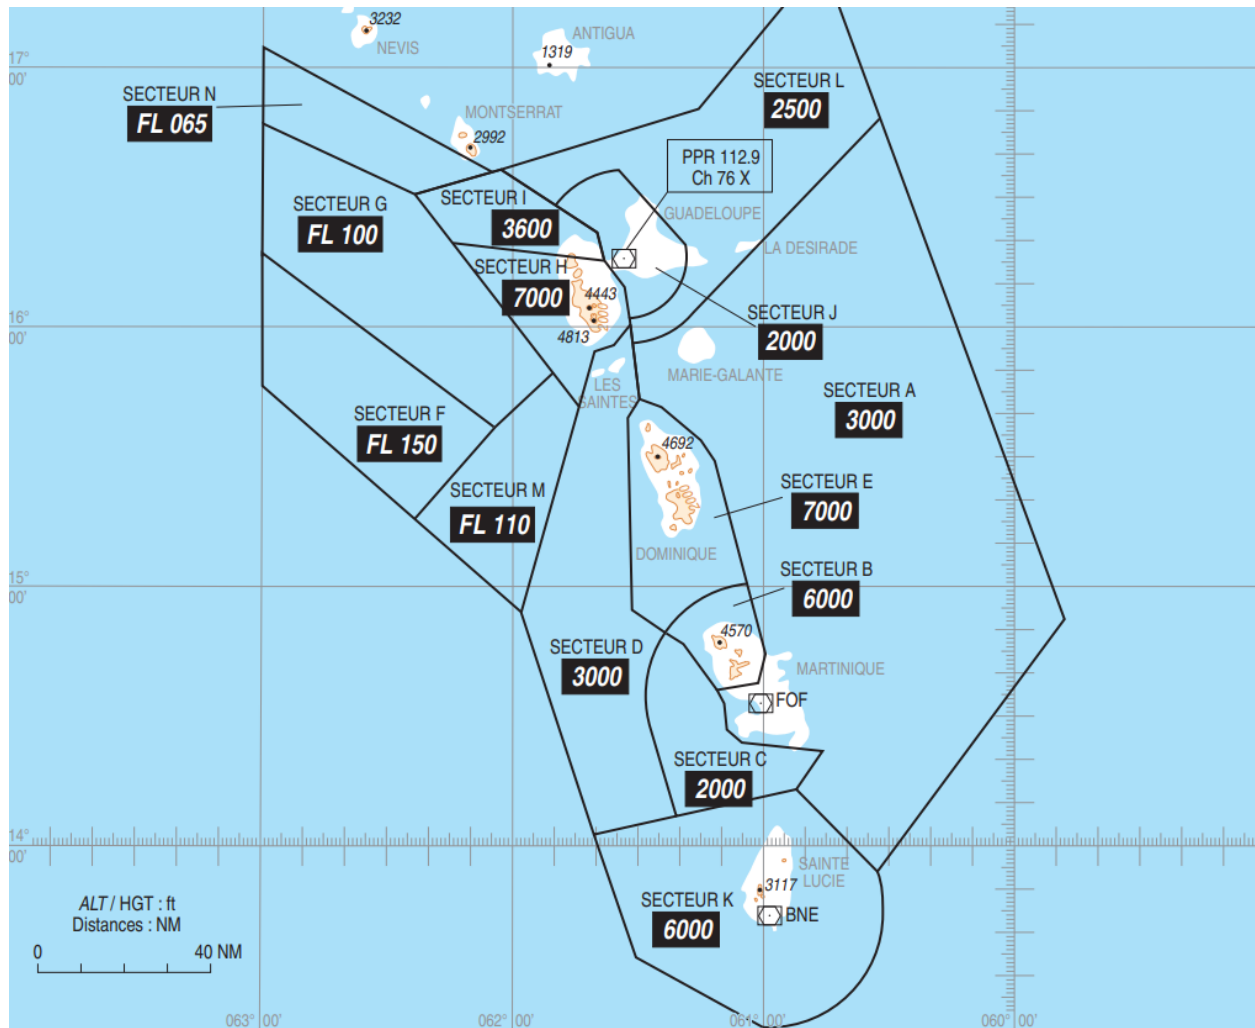 3232
NEVIS
ANTIGUA
1319
17°
00'
SECTEUR N
FL 065
MONTSERRAT
2992
SECTEUR L
2500
PPR 112.9
Ch 76 X
SECTEUR G
FL 100
SECTEUR I
3600
GUADELOUPE
LA DESIRADE
SECTEUR H
7000
4443
2000
4813
16°
00'
SECTEUR J
2000
MARIE-GALANTE
LES
SAINTES
SECTEUR A
3000
SECTEUR F
FL 150
4692
SECTEUR M
FL 110
SECTEUR E
7000
DOMINIQUE
15°
00'
SECTEUR B
6000
4570
SECTEUR D
3000
MARTINIQUE
FOF
SECTEUR C
2000
14°
00'
SAINTE
LUCIE
3117
BNE
SECTEUR K
6000
ALT / HGT : ft
Distances : NM
0 40 NM
063° 00' 062° 00' 061° 00' 060° 00'